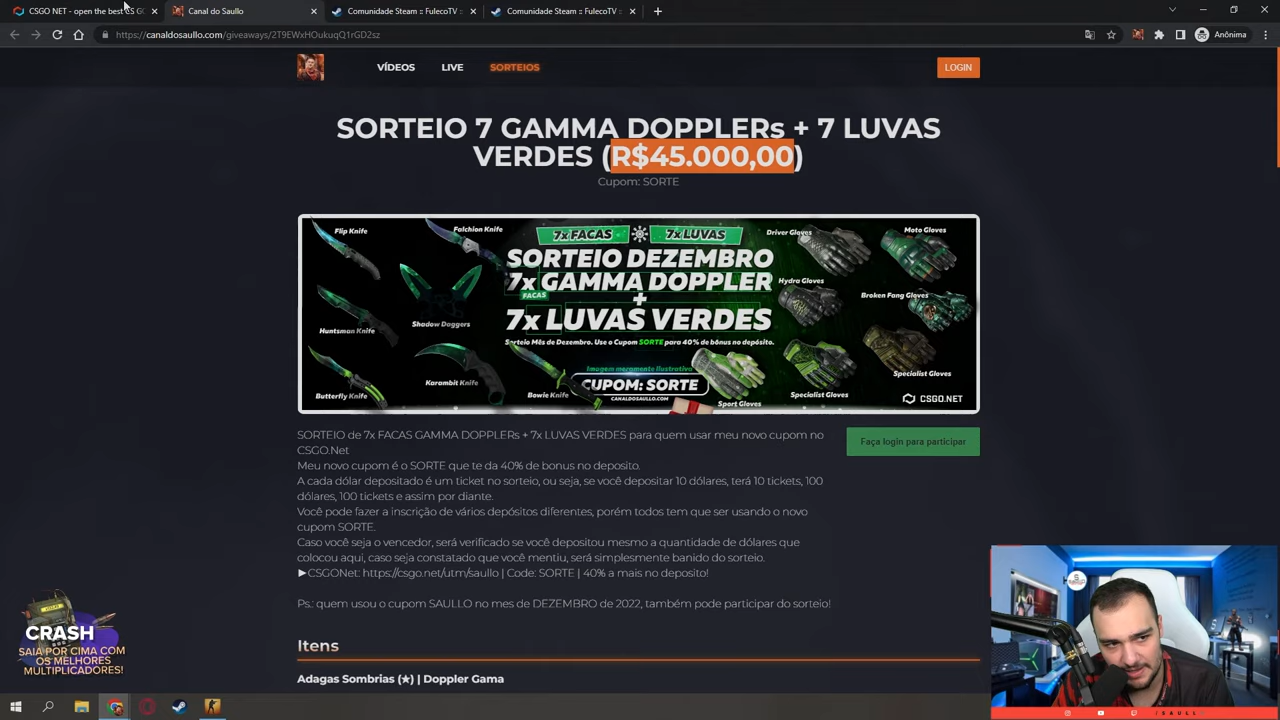 CSGO NET - open the best CS GO
Canal do Saullo
Comunidade Steam :: FulecoTV ::
Comunidade Steam :: FulecoTV ::
https://canaldosaullo.com/giveaways/2T9EWxHOukuqQ1rGD2sz
Anônima
VÍDEOS
LIVE
SORTEIOS
LOGIN
SORTEIO 7 GAMMA DOPPLERs + 7 LUVAS
VERDES (R$45.000,00)
Cupom: SORTE
Flip Knife
Falchion Knife
7x FACAS
7x LUVAS
Driver Gloves
Moto Gloves
SORTEIO DEZEMBRO
7x GAMMA DOPPLER
Hydra Gloves
FACAS
+
Broken Fang Gloves
Huntsman Knife
Shadow Daggers
7x LUVAS VERDES
Sorteio Mês de Dezembro. Use o Cupom SORTE para 40% de bônus no depósito.
Imagem meramente ilustrativa
Specialist Gloves
Karambit Knife
CUPOM: SORTE
Butterfly Knife
Bowie Knife
CANALDOSAULLO.COM
Sport Gloves
Specialist Gloves
CSGO.NET
SORTEIO de 7x FACAS GAMMA DOPPLERs + 7x LUVAS VERDES para quem usar meu novo cupom no
CSGO.Net
Faça login para participar
Meu novo cupom é o SORTE que te da 40% de bonus no deposito.
A cada dólar depositado é um ticket no sorteio, ou seja, se você depositar 10 dólares, terá 10 tickets, 100
dólares, 100 tickets e assim por diante.
Você pode fazer a inscrição de vários depósitos diferentes, porém todos tem que ser usando o novo
cupom SORTE.
Caso você seja o vencedor, será verificado se você depositou mesmo a quantidade de dólares que
colocou aqui, caso seja constatado que você mentiu, será simplesmente banido do sorteio.
►CSGONet: https://csgo.net/utm/saullo | Code: SORTE | 40% a mais no deposito!
Ps.: quem usou o cupom SAULLO no mes de DEZEMBRO de 2022, também pode participar do sorteio!
CRASH
SAIA POR CIMA COM
OS MELHORES
MULTIPLICADORES!
Itens
Adagas Sombrias (★) | Doppler Gama